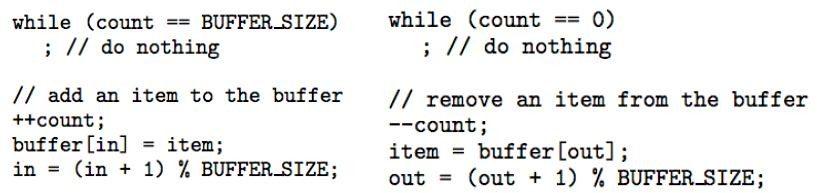 while (count == BUFFER_SIZE)
; // do nothing
// add an item to the buffer
++count;
buffer[in] = item;
in = (in + 1) % BUFFER_SIZE;
while (count == 0)
; // do nothing
// remove an item from the buffer
--count;
item = buffer[out];
out = (out + 1) % BUFFER_SIZE;